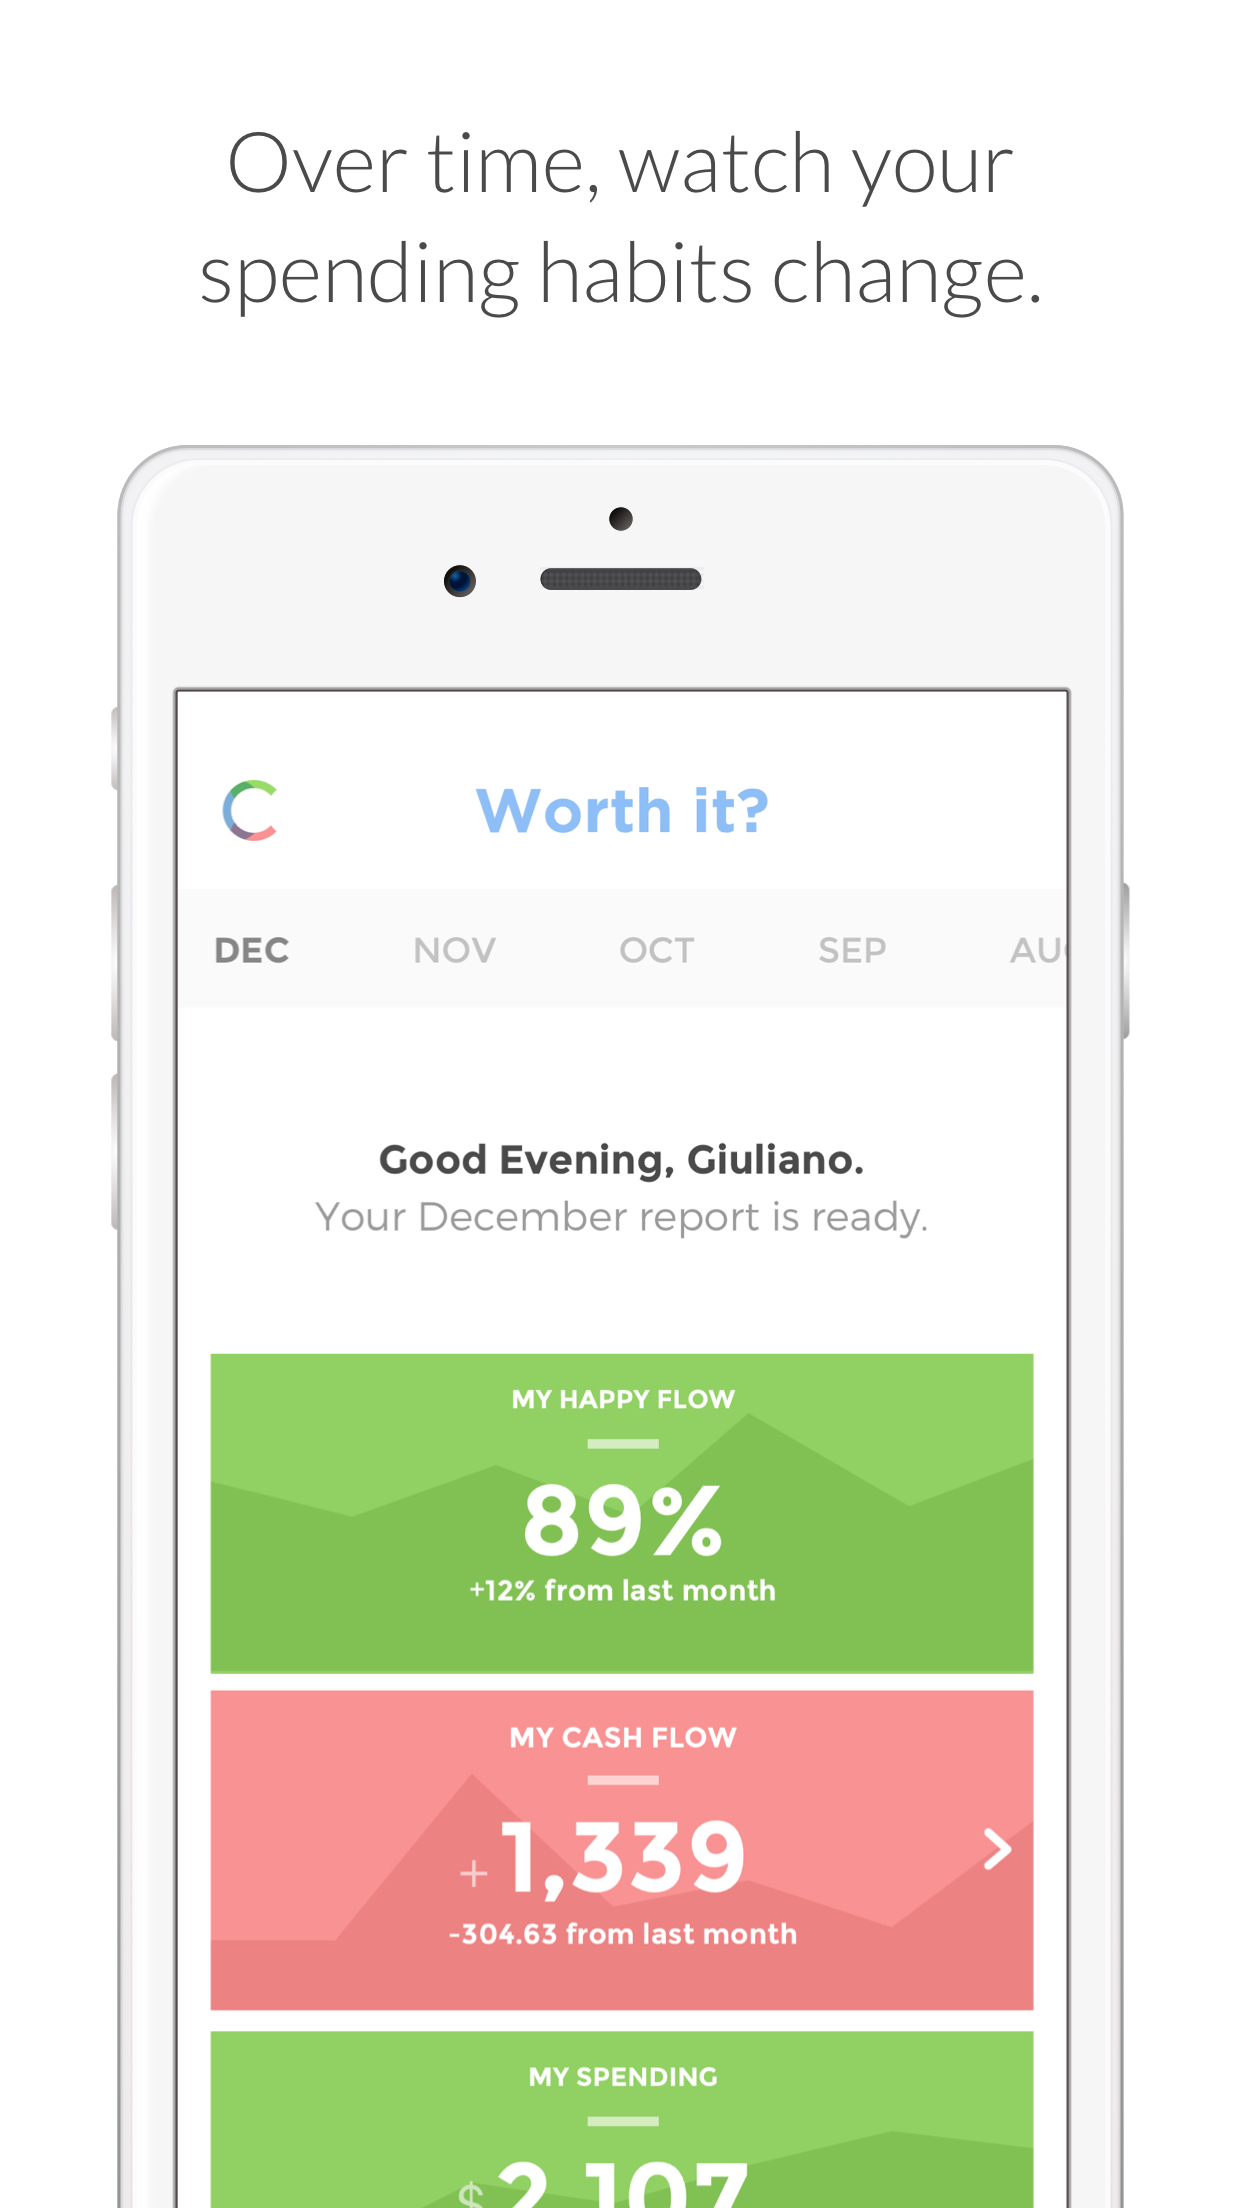 Over time, watch your
spending habits change.
Worth it?
DEC NOV OCT SEP
Good Evening, Giuliano.
Your December report is ready.
MY HAPPY FLOW
89%
+12% from last month
MY CASH FLOW
+1,339
-304.63 from last month
MY SPENDING
$2,107